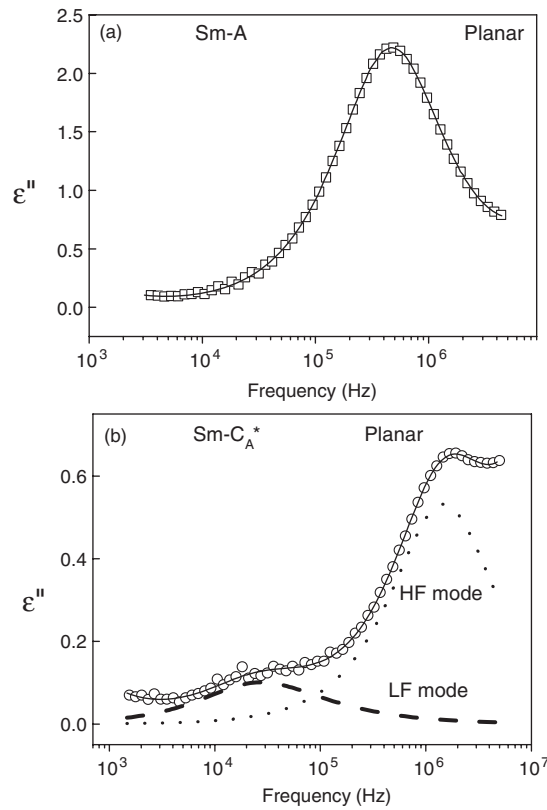 (a) Sm-A Planar
2.5
2.0
1.5
1.0
0.5
0.0
ε"
10³ 10⁴ 10⁵ 10⁶
Frequency (Hz)
(b) Sm-C_A* Planar
0.6
0.4
0.2
0.0
ε"
HF mode
LF mode
10³ 10⁴ 10⁵ 10⁶ 10⁷
Frequency (Hz)